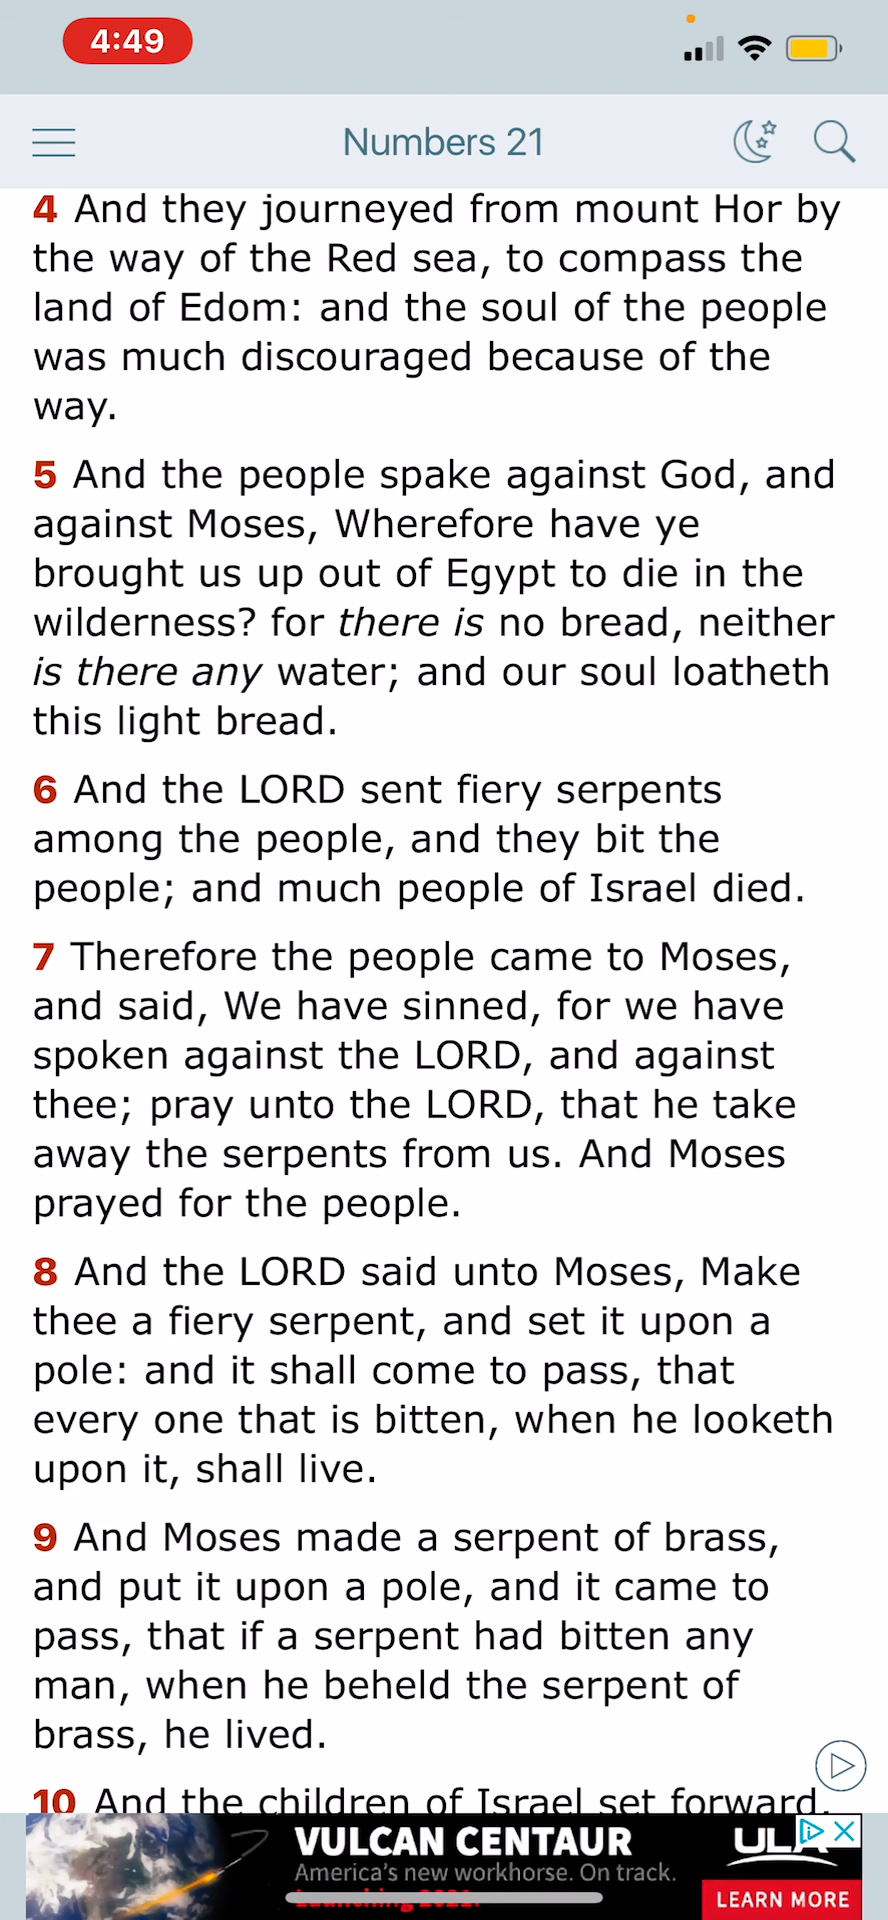 4:49
Numbers 21
4 And they journeyed from mount Hor by
the way of the Red sea, to compass the
land of Edom: and the soul of the people
was much discouraged because of the
way.
5 And the people spake against God, and
against Moses, Wherefore have ye
brought us up out of Egypt to die in the
wilderness? for there is no bread, neither
is there any water; and our soul loatheth
this light bread.
6 And the LORD sent fiery serpents
among the people, and they bit the
people; and much people of Israel died.
7 Therefore the people came to Moses,
and said, We have sinned, for we have
spoken against the LORD, and against
thee; pray unto the LORD, that he take
away the serpents from us. And Moses
prayed for the people.
8 And the LORD said unto Moses, Make
thee a fiery serpent, and set it upon a
pole: and it shall come to pass, that
every one that is bitten, when he looketh
upon it, shall live.
9 And Moses made a serpent of brass,
and put it upon a pole, and it came to
pass, that if a serpent had bitten any
man, when he beheld the serpent of
brass, he lived.
10 And the children of Israel set forward,
VULCAN CENTAUR
America's new workhorse. On track.
LEARN MORE